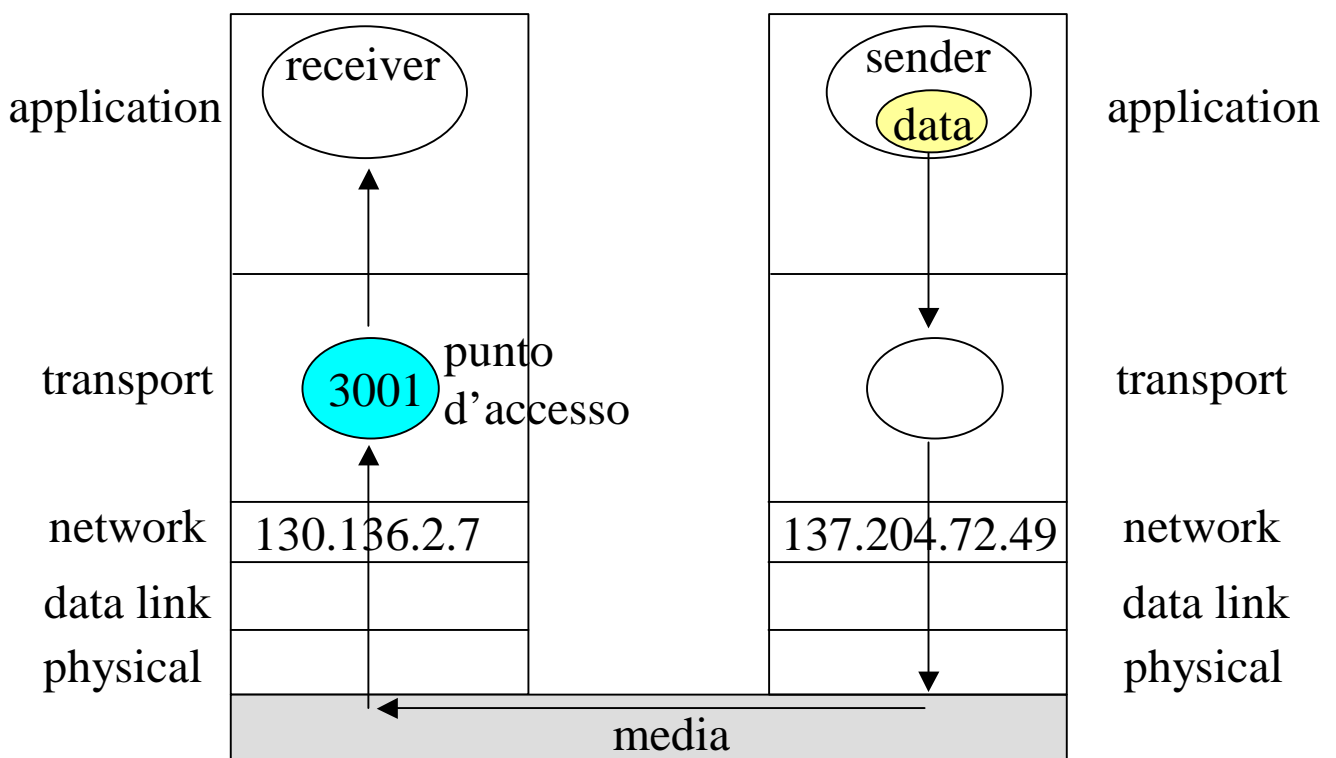 receiver
sender
application
data
application
punto
transport
3001
d’accesso
transport
network
130.136.2.7
137.204.72.49
network
data link
data link
physical
physical
media